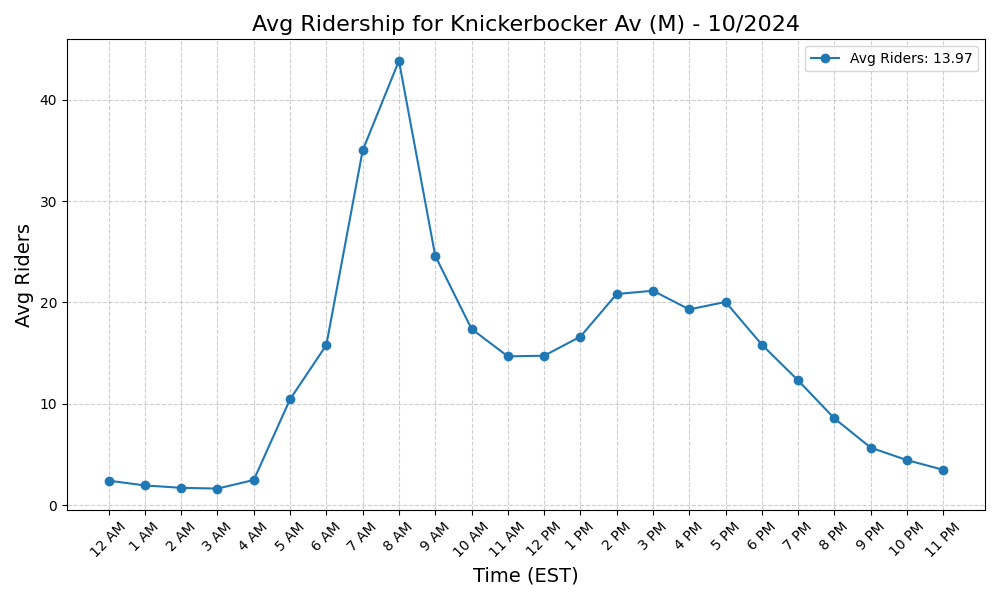 Avg Ridership for Knickerbocker Av (M) - 10/2024
Avg Riders: 13.97
Avg Riders
40
30
20
10
0
12 AM
1 AM
2 AM
3 AM
4 AM
5 AM
6 AM
7 AM
8 AM
9 AM
10 AM
11 AM
12 PM
1 PM
2 PM
3 PM
4 PM
5 PM
6 PM
7 PM
8 PM
9 PM
10 PM
11 PM
Time (EST)